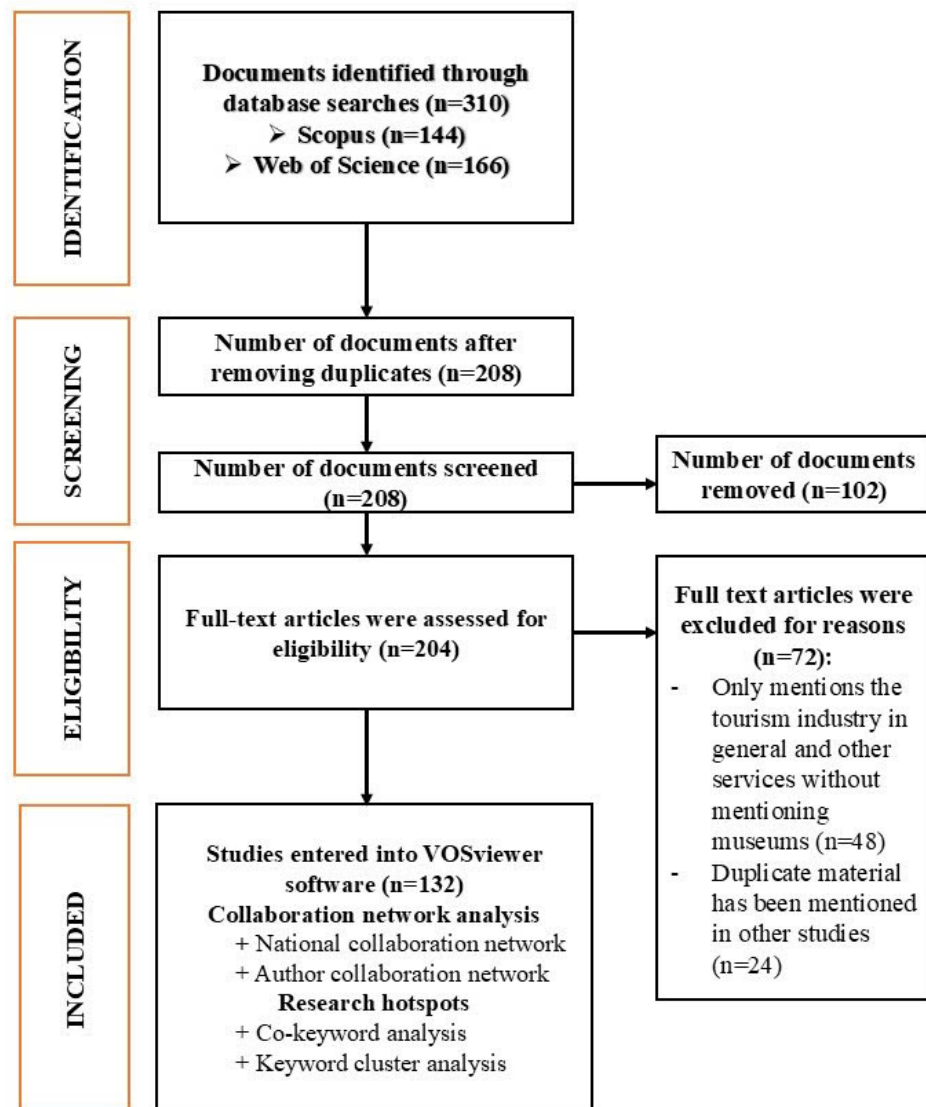 IDENTIFICATION
Documents identified through
database searches (n=310)
➢ Scopus (n=144)
➢ Web of Science (n=166)
SCREENING
Number of documents after
removing duplicates (n=208)
Number of documents screened
(n=208)
Number of documents
removed (n=102)
ELIGIBILITY
Full-text articles were assessed for
eligibility (n=204)
Full text articles were
excluded for reasons
(n=72):
- Only mentions the
tourism industry in
general and other
services without
mentioning
museums (n=48)
- Duplicate material
has been mentioned
in other studies
(n=24)
INCLUDED
Studies entered into VOSviewer
software (n=132)
Collaboration network analysis
+ National collaboration network
+ Author collaboration network
Research hotspots
+ Co-keyword analysis
+ Keyword cluster analysis